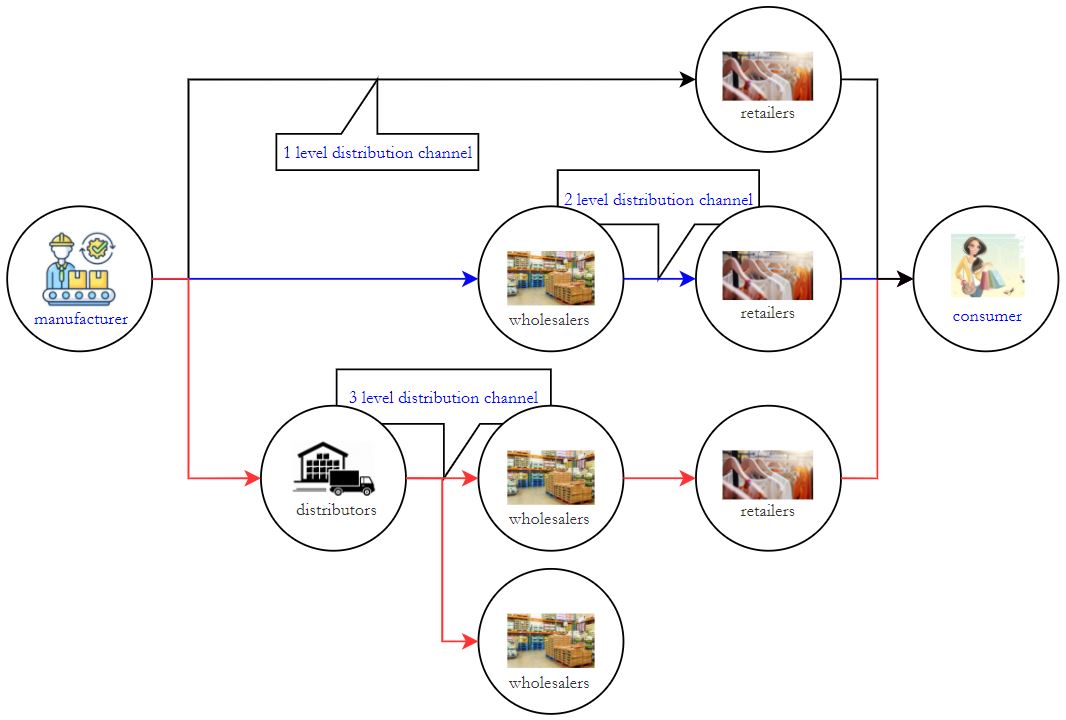 retailers
1 level distribution channel
2 level distribution channel
manufacturer
wholesalers
retailers
consumer
3 level distribution channel
distributors
wholesalers
retailers
wholesalers